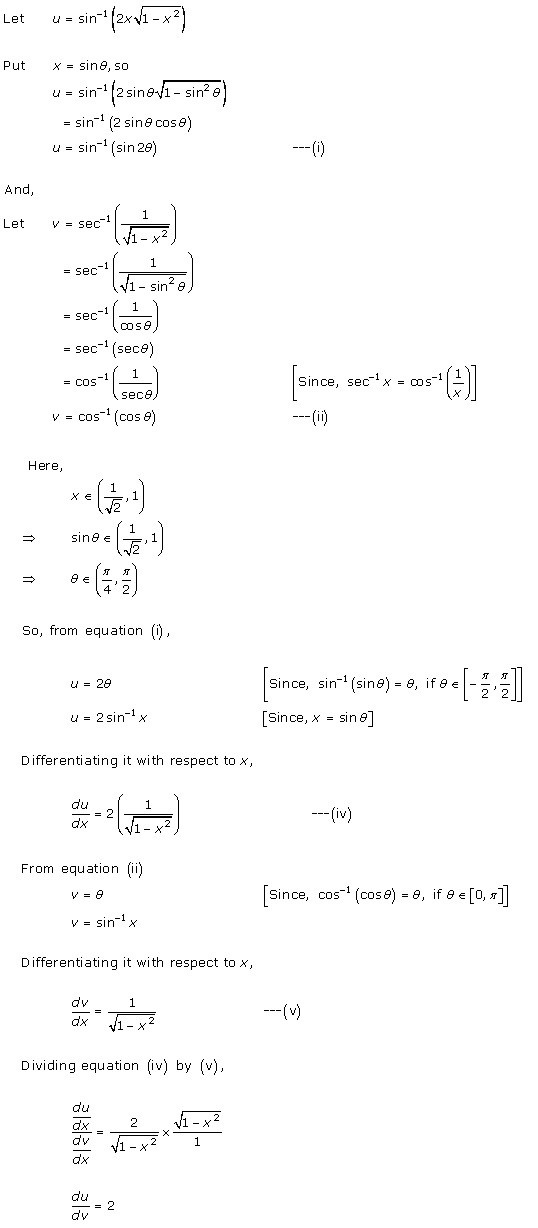 Let u = sin⁻¹(2x√(1−x²))
Put x = sinθ, so
u = sin⁻¹(2 sinθ√(1−sin²θ))
= sin⁻¹(2 sinθ cosθ)
u = sin⁻¹(sin2θ) ---(i)
And,
Let v = sec⁻¹(1/√(1−x²))
= sec⁻¹(1/√(1−sin²θ))
= sec⁻¹(1/cosθ)
= sec⁻¹(secθ)
= cos⁻¹(1/secθ) [Since, sec⁻¹x = cos⁻¹(1/x)]
v = cos⁻¹(cosθ) ---(ii)
Here,
x ∈ (1/√2, 1)
⇒ sinθ ∈ (1/√2, 1)
⇒ θ ∈ (π/4, π/2)
So, from equation (i),
u = 2θ [Since, sin⁻¹(sinθ) = θ, if θ ∈ [−π/2, π/2]]
u = 2 sin⁻¹x [Since, x = sinθ]
Differentiating it with respect to x,
du/dx = 2(1/√(1−x²)) ---(iv)
From equation (ii)
v = θ [Since, cos⁻¹(cosθ) = θ, if θ ∈ [0, π]]
v = sin⁻¹x
Differentiating it with respect to x,
dv/dx = 1/√(1−x²) ---(v)
Dividing equation (iv) by (v),
(du/dx)/(dv/dx) = 2/√(1−x²) × √(1−x²)/1
du/dv = 2